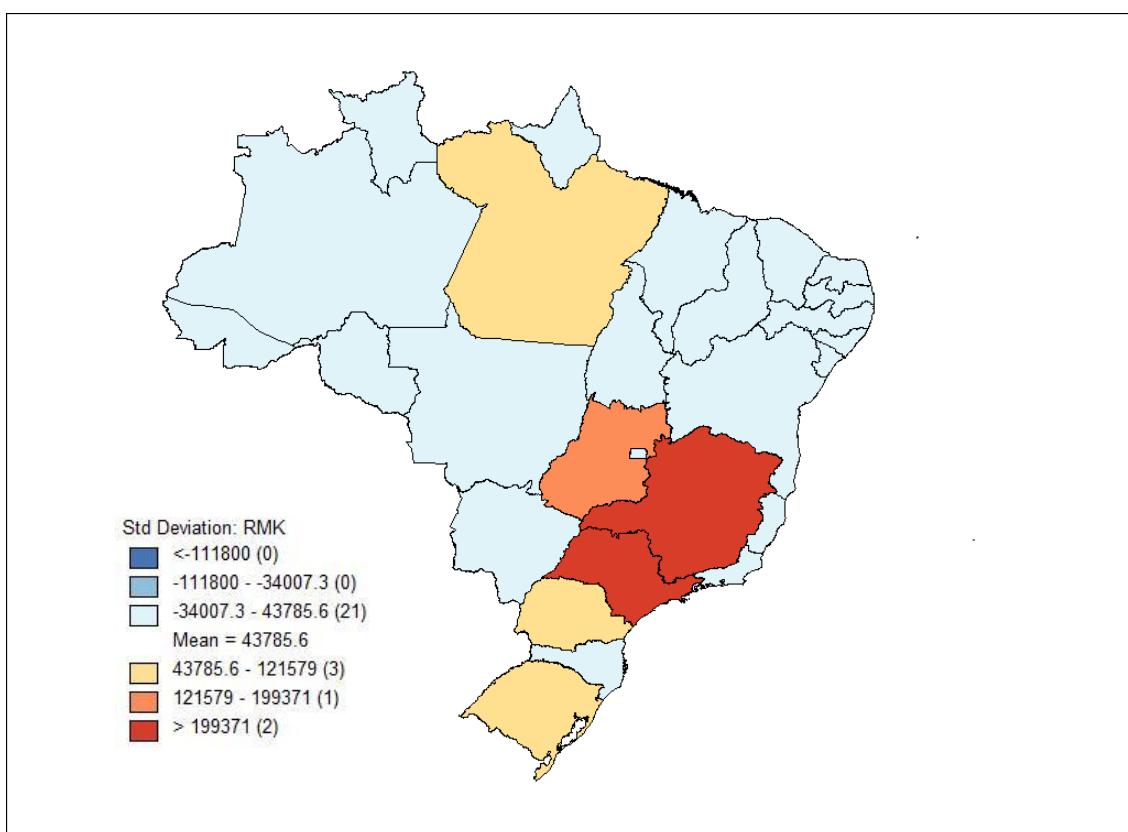 Std Deviation: RMK
<-111800 (0)
-111800 - -34007.3 (0)
-34007.3 - 43785.6 (21)
Mean = 43785.6
43785.6 - 121579 (3)
121579 - 199371 (1)
> 199371 (2)